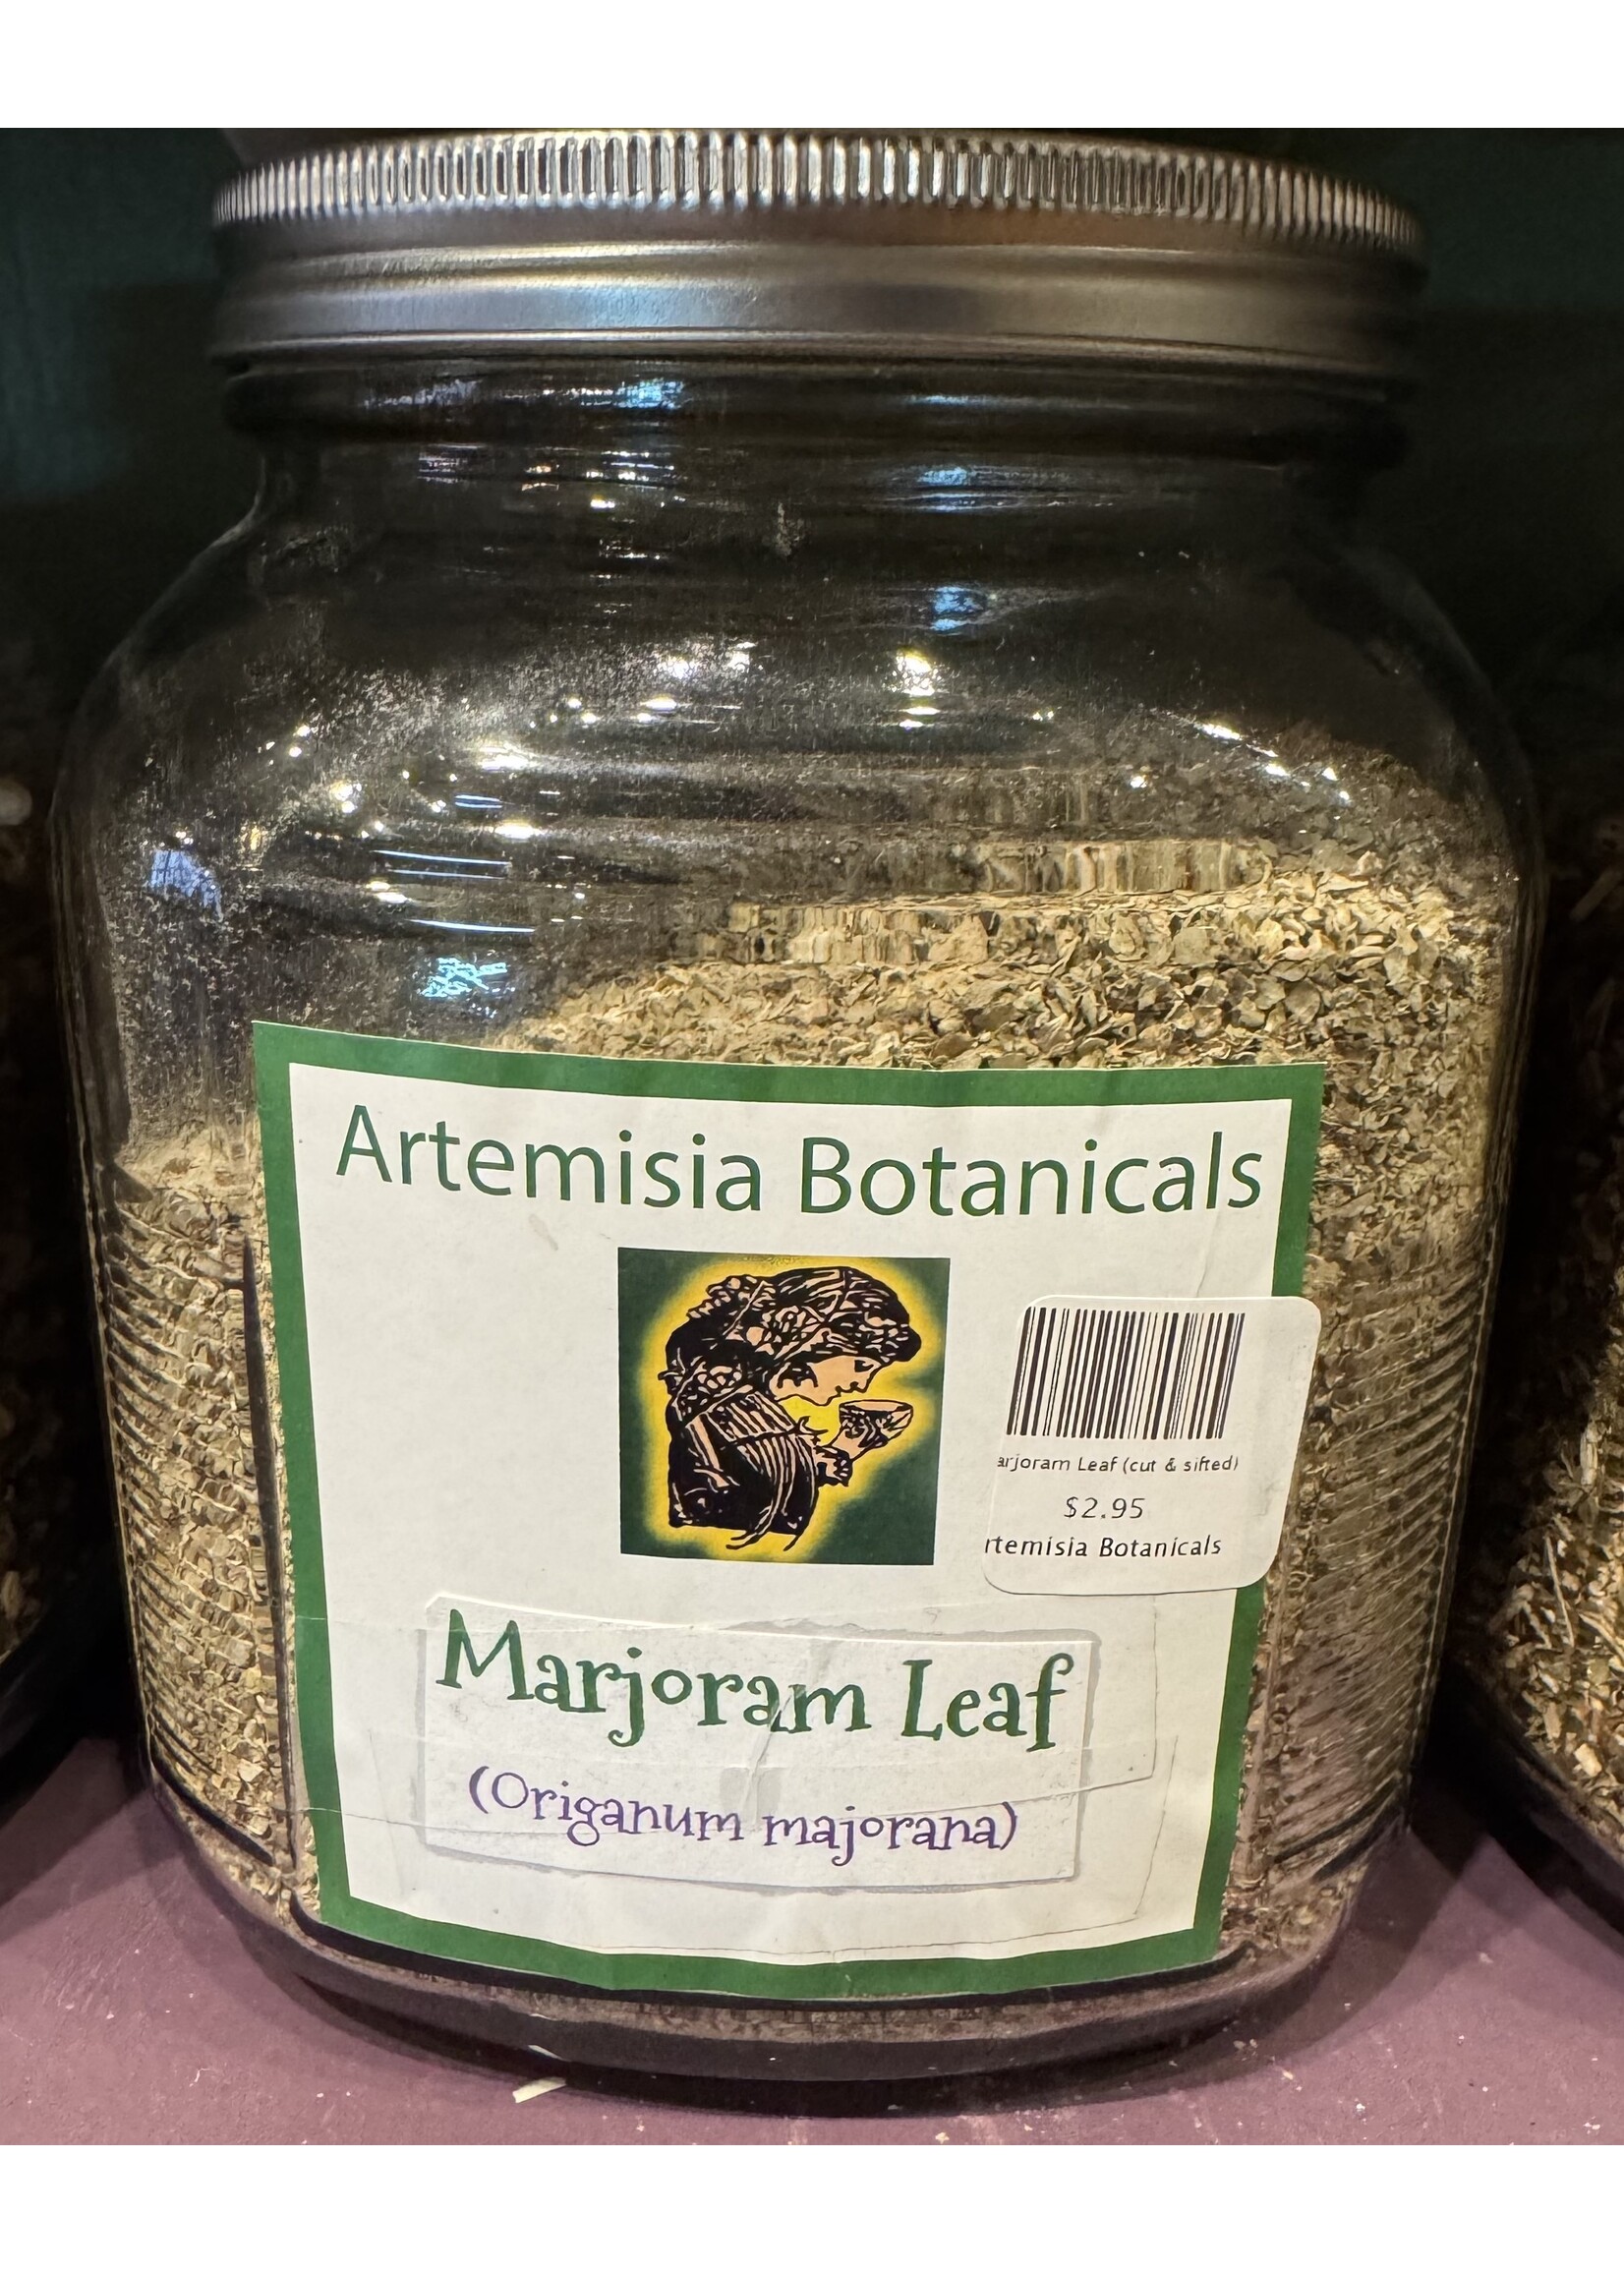 Artemisia Botanicals
arjoram Leaf (cut & sifted)
$2.95
rtemisia Botanicals
Marjoram Leaf
(Origanum majorana)